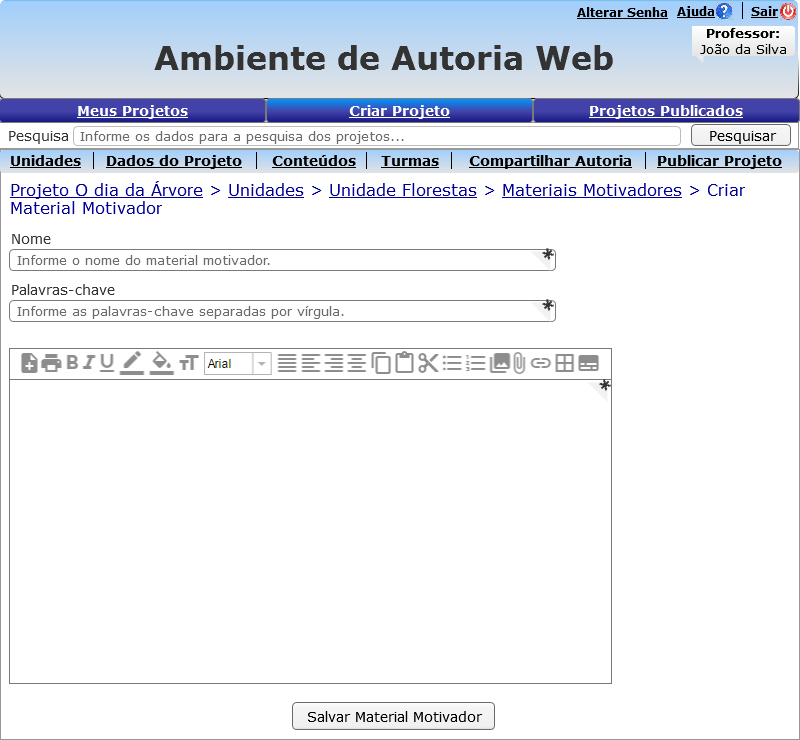 Alterar Senha Ajuda ? Sair
Professor:
João da Silva
Ambiente de Autoria Web
Meus Projetos Criar Projeto Projetos Publicados
Pesquisa Informe os dados para a pesquisa dos projetos... Pesquisar
Unidades Dados do Projeto Conteúdos Turmas Compartilhar Autoria Publicar Projeto
Projeto O dia da Árvore > Unidades > Unidade Florestas > Materiais Motivadores > Criar
Material Motivador
Nome
Informe o nome do material motivador. *
Palavras-chave
Informe as palavras-chave separadas por vírgula. *
B I U TT Arial
*
Salvar Material Motivador